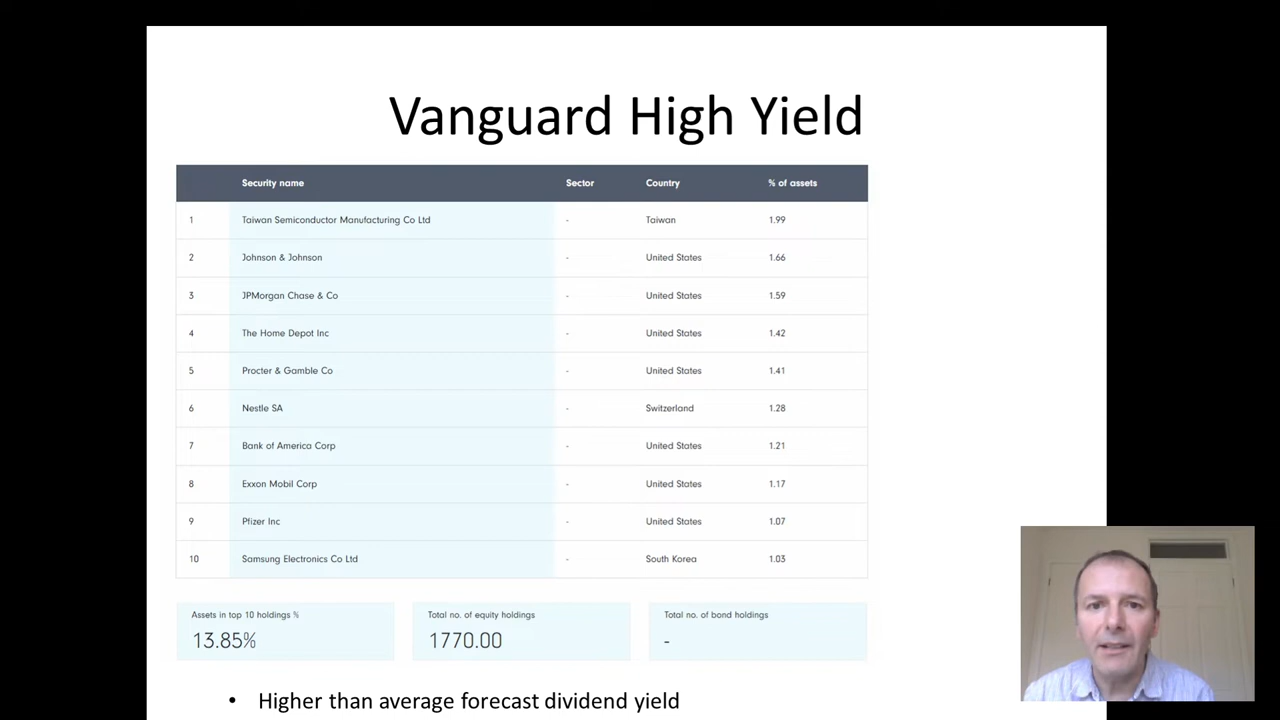 Vanguard High Yield
Security name Sector Country % of assets
1 Taiwan Semiconductor Manufacturing Co Ltd - Taiwan 1.99
2 Johnson & Johnson - United States 1.66
3 JPMorgan Chase & Co - United States 1.59
4 The Home Depot Inc - United States 1.42
5 Procter & Gamble Co - United States 1.41
6 Nestle SA - Switzerland 1.28
7 Bank of America Corp - United States 1.21
8 Exxon Mobil Corp - United States 1.17
9 Pfizer Inc - United States 1.07
10 Samsung Electronics Co Ltd - South Korea 1.03
Assets in top 10 holdings % Total no. of equity holdings Total no. of bond holdings
13.85% 1770.00 -
• Higher than average forecast dividend yield